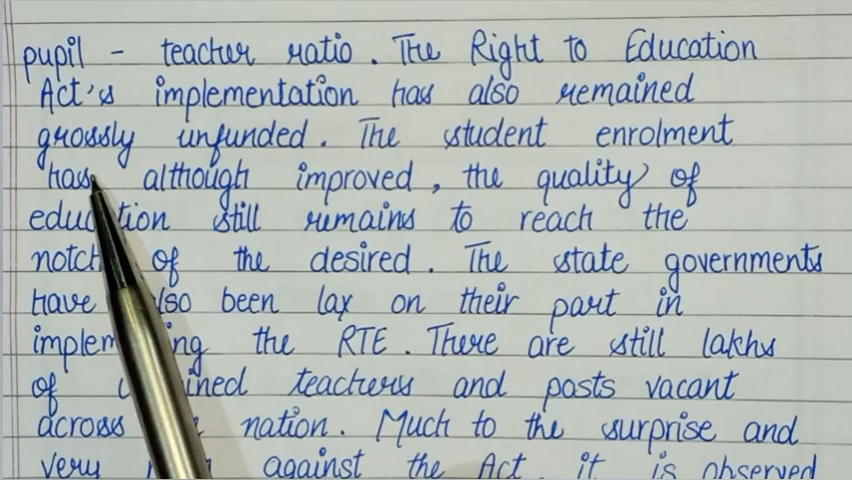 pupil - teacher ratio. The Right to Education
Act's implementation has also remained
grossly unfunded. The student enrolment
has although improved, the quality of
education still remains to reach the
notch of the desired. The state governments
have also been lax on their part in
implementing the RTE. There are still lakhs
of teachers and posts vacant
across nation. Much to the surprise and
very against the Act, it is observed